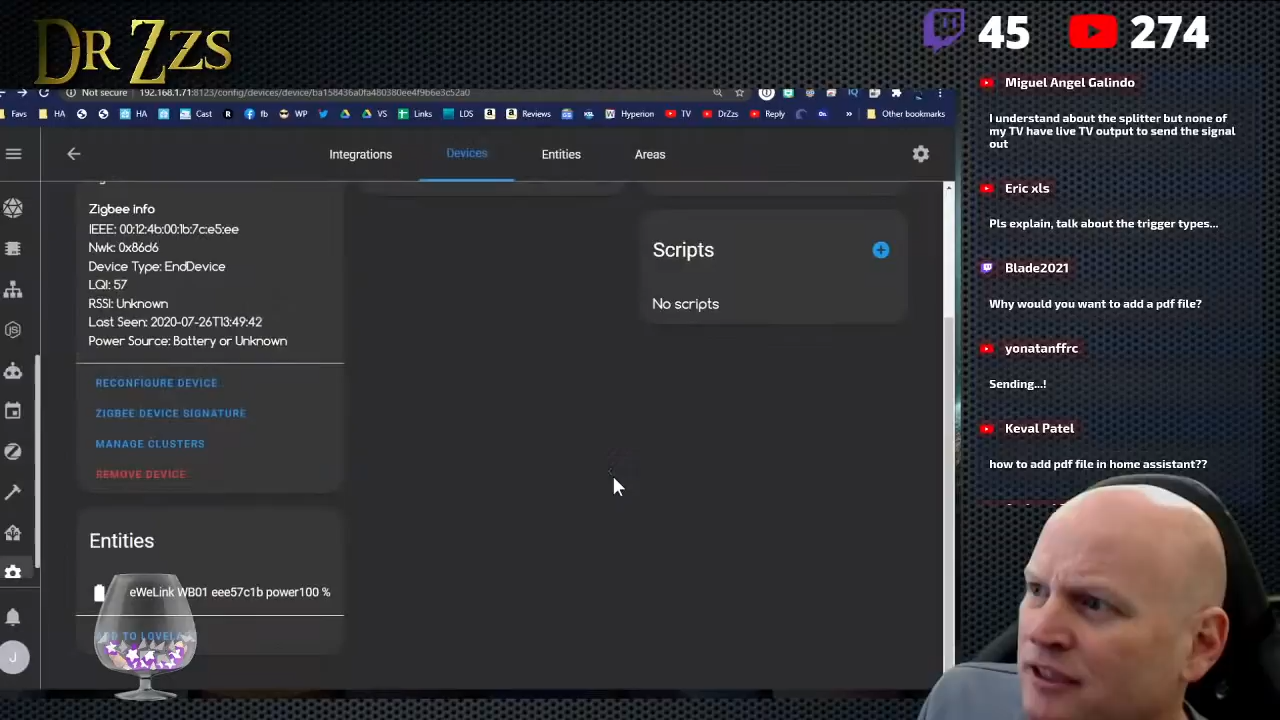 DR ZZS
45
274
Not secure
192.168.1.71:8123/config/devices/device/ba158436a0fa480380ee4f9b6e3c52a0
Favs
HA
HA
Cast
fb
WP
VS
Links
LDS
Reviews
Hyperion
TV
DrZzs
Reply
»
Other bookmarks
Integrations
Devices
Entities
Areas
Zigbee info
IEEE: 00:12:4b:00:1b:7c:e5:ee
Nwk: 0x86d6
Device Type: EndDevice
LQI: 57
RSSI: Unknown
Last Seen: 2020-07-26T13:49:42
Power Source: Battery or Unknown
RECONFIGURE DEVICE
ZIGBEE DEVICE SIGNATURE
MANAGE CLUSTERS
REMOVE DEVICE
Entities
eWeLink WB01 eee57c1b power100 %
Scripts
No scripts
J
Miguel Angel Galindo
I understand about the splitter but none of
my TV have live TV output to send the signal
out
Eric xls
Pls explain, talk about the trigger types...
Blade2021
Why would you want to add a pdf file?
yonatanffrc
Sending...!
Keval Patel
how to add pdf file in home assistant??